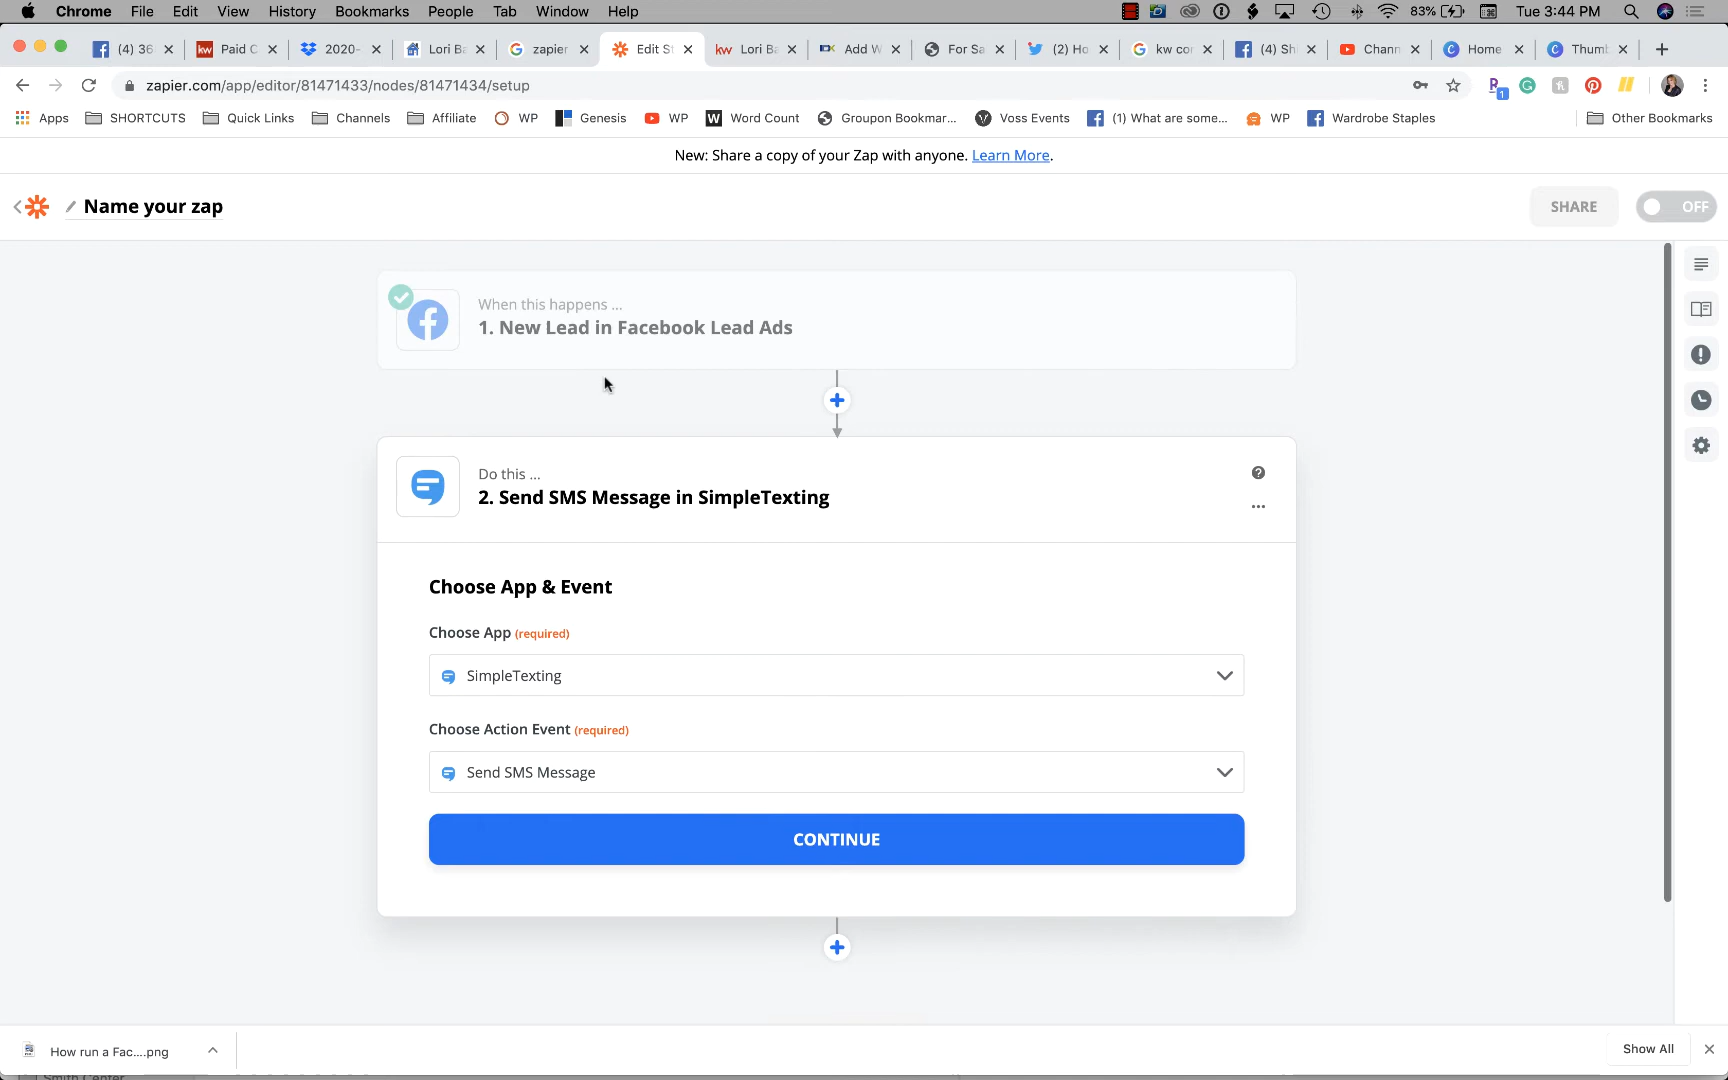 Chrome File Edit View History Bookmarks People Tab Window Help 83% Tue 3:44 PM
(4) 36 Paid C 2020- Lori Ba zapier Edit St Lori Ba Add W For Sa (2) Ho kw cor (4) Shi Chann Home Thumb
zapier.com/app/editor/81471433/nodes/81471434/setup
Apps SHORTCUTS Quick Links Channels Affiliate WP Genesis WP Word Count Groupon Bookmar... Voss Events (1) What are some... WP Wardrobe Staples Other Bookmarks
New: Share a copy of your Zap with anyone. Learn More.
Name your zap SHARE OFF
When this happens ...
1. New Lead in Facebook Lead Ads
Do this ...
2. Send SMS Message in SimpleTexting
Choose App & Event
Choose App (required)
SimpleTexting
Choose Action Event (required)
Send SMS Message
CONTINUE
How run a Fac....png Show All
Smith Center